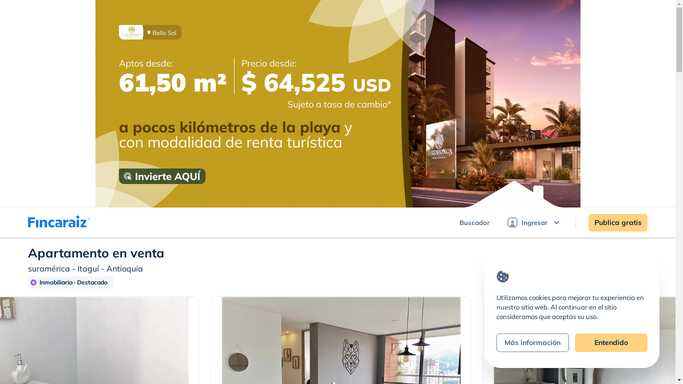 Bello Sol
Aptos desde:
61,50 m²
Precio desde:
$ 64,525 USD
Sujeto a tasa de cambio*
a pocos kilómetros de la playa y
con modalidad de renta turística
Invierte AQUÍ
Fincaraíz
Buscador
Ingresar
Publica gratis
Apartamento en venta
suramérica - Itaguí - Antioquia
Inmobiliaria · Destacado
Utilizamos cookies para mejorar tu experiencia en
nuestro sitio web. Al continuar en el sitio
consideramos que aceptas su uso.
Más información
Entendido